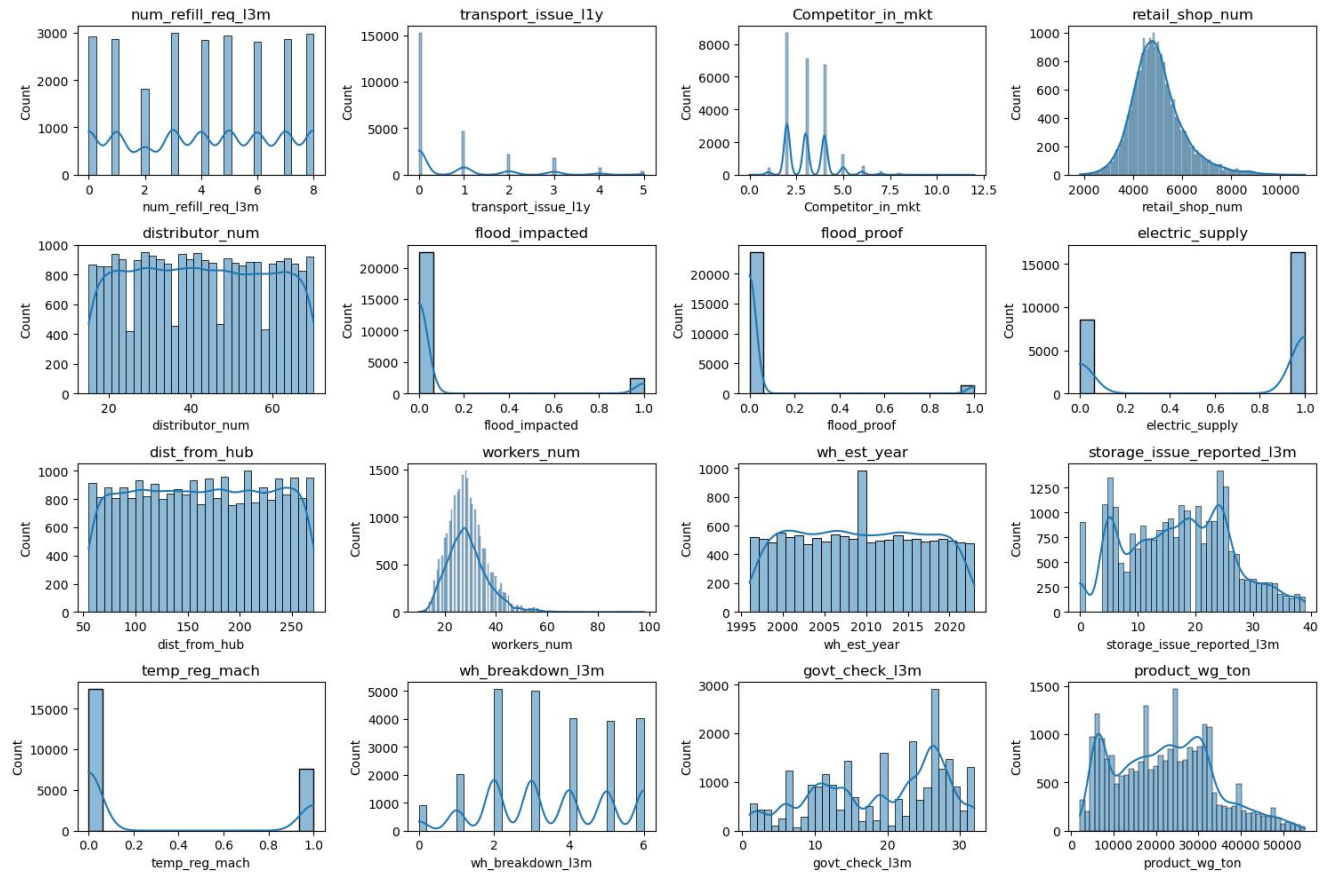 num_refill_req_l3m
3000
2000
1000
0
Count
0 2 4 6 8
num_refill_req_l3m
transport_issue_l1y
15000
10000
5000
0
Count
0 1 2 3 4 5
transport_issue_l1y
Competitor_in_mkt
8000
6000
4000
2000
0
Count
0.0 2.5 5.0 7.5 10.0 12.5
Competitor_in_mkt
retail_shop_num
1000
800
600
400
200
0
Count
2000 4000 6000 8000 10000
retail_shop_num
distributor_num
1000
800
600
400
200
0
Count
20 40 60
distributor_num
flood_impacted
20000
15000
10000
5000
0
Count
0.0 0.2 0.4 0.6 0.8 1.0
flood_impacted
flood_proof
20000
15000
10000
5000
0
Count
0.0 0.2 0.4 0.6 0.8 1.0
flood_proof
electric_supply
15000
10000
5000
0
Count
0.0 0.2 0.4 0.6 0.8 1.0
electric_supply
dist_from_hub
1000
800
600
400
200
0
Count
50 100 150 200 250
dist_from_hub
workers_num
1500
1000
500
0
Count
20 40 60 80 100
workers_num
wh_est_year
1000
800
600
400
200
0
Count
1995 2000 2005 2010 2015 2020
wh_est_year
storage_issue_reported_l3m
1250
1000
750
500
250
0
Count
0 10 20 30 40
storage_issue_reported_l3m
temp_reg_mach
15000
10000
5000
0
Count
0.0 0.2 0.4 0.6 0.8 1.0
temp_reg_mach
wh_breakdown_l3m
5000
4000
3000
2000
1000
0
Count
0 2 4 6
wh_breakdown_l3m
govt_check_l3m
3000
2000
1000
0
Count
0 10 20 30
govt_check_l3m
product_wg_ton
1500
1000
500
0
Count
0 10000 20000 30000 40000 50000
product_wg_ton